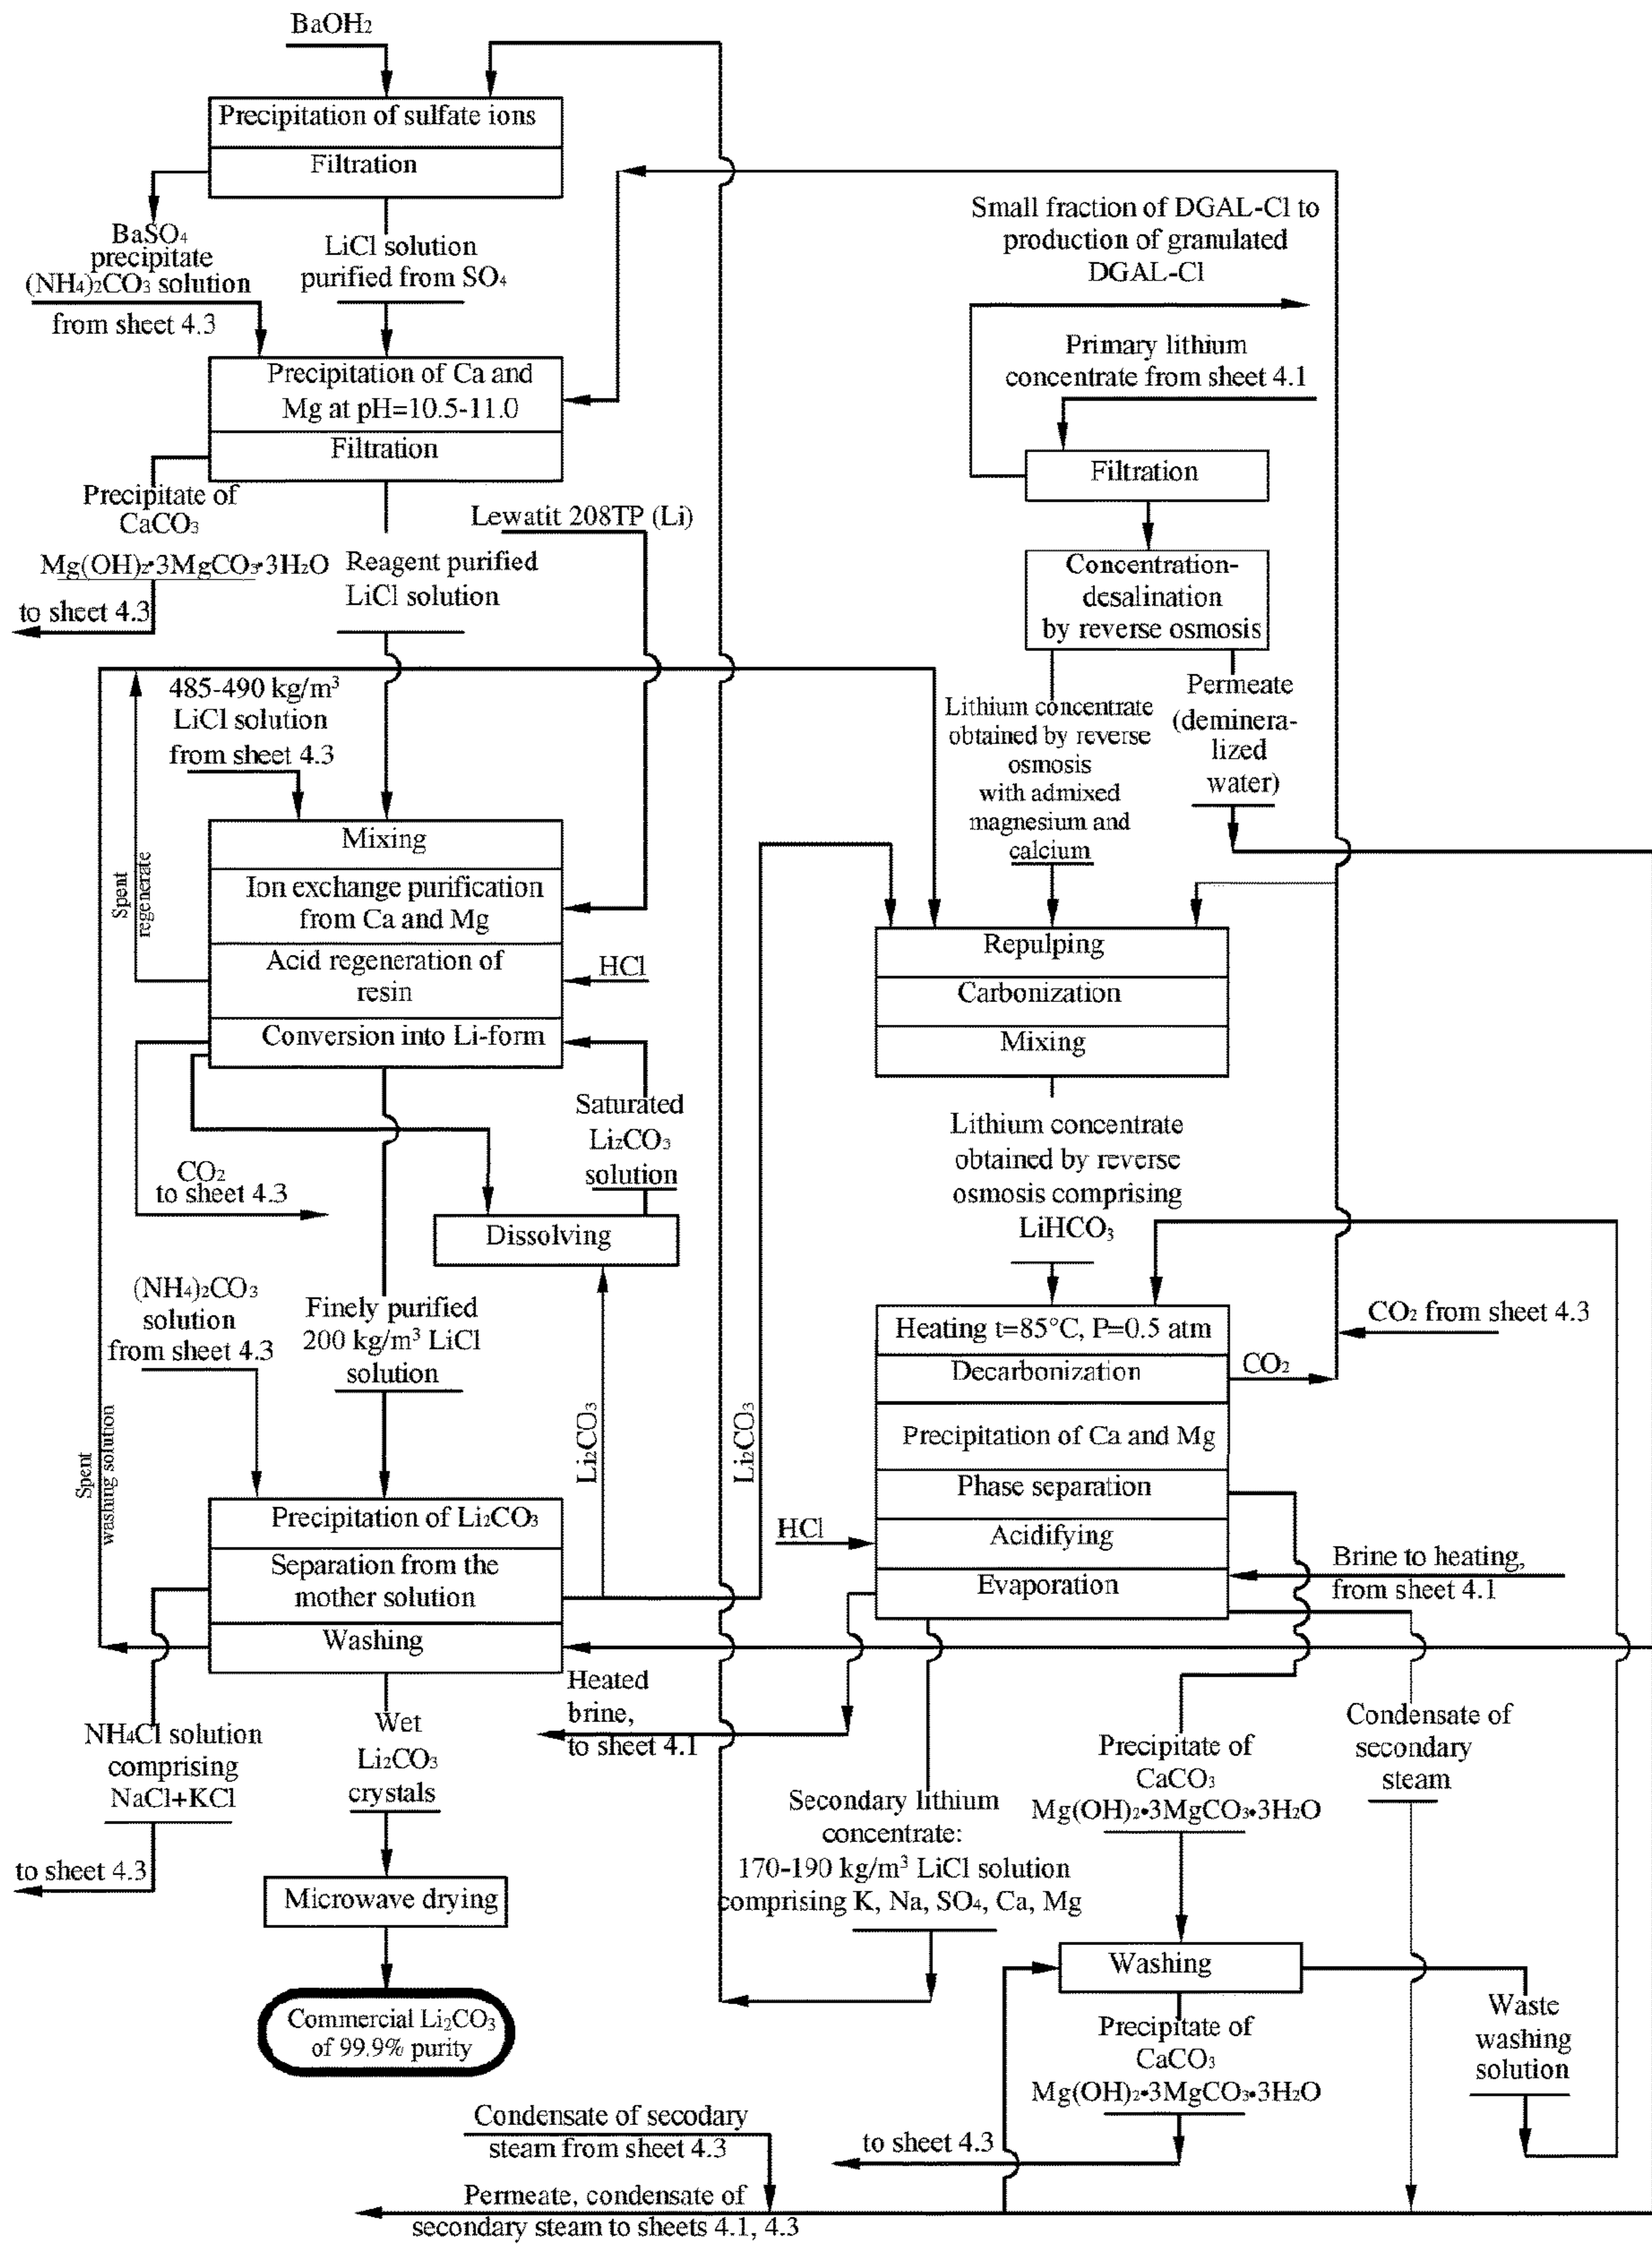 BaOH₂
Precipitation of sulfate ions
Filtration
BaSO₄
precipitate
(NH₄)₂CO₃ solution
from sheet 4.3
LiCl solution
purified from SO₄
Precipitation of Ca and
Mg at pH=10.5-11.0
Filtration
Precipitate of
CaCO₃
Mg(OH)₂•3MgCO₃•3H₂O
to sheet 4.3
Lewatit 208TP (Li)
Reagent purified
LiCl solution
485-490 kg/m³
LiCl solution
from sheet 4.3
Spent
regenerate
Mixing
Ion exchange purification
from Ca and Mg
Acid regeneration of
resin
HCl
Conversion into Li-form
CO₂
to sheet 4.3
Saturated
Li₂CO₃
solution
Dissolving
(NH₄)₂CO₃
solution
from sheet 4.3
Finely purified
200 kg/m³ LiCl
solution
Li₂CO₃
Li₂CO₃
Spent
washing solution
Precipitation of Li₂CO₃
Separation from the
mother solution
Washing
NH₄Cl solution
comprising
NaCl+KCl
to sheet 4.3
Wet
Li₂CO₃
crystals
Microwave drying
Commercial Li₂CO₃
of 99.9% purity
Small fraction of DGAL-Cl to
production of granulated
DGAL-Cl
Primary lithium
concentrate from sheet 4.1
Filtration
Concentration-
desalination
by reverse osmosis
Lithium concentrate
obtained by reverse
osmosis
with admixed
magnesium and
calcium
Permeate
(deminera-
lized
water)
Repulping
Carbonization
Mixing
Lithium concentrate
obtained by reverse
osmosis comprising
LiHCO₃
Heating t=85°C, P=0.5 atm
Decarbonization
CO₂
CO₂ from sheet 4.3
Precipitation of Ca and Mg
Phase separation
HCl
Acidifying
Evaporation
Brine to heating,
from sheet 4.1
Heated
brine,
to sheet 4.1
Secondary lithium
concentrate:
170-190 kg/m³ LiCl solution
comprising K, Na, SO₄, Ca, Mg
Precipitate of
CaCO₃
Mg(OH)₂•3MgCO₃•3H₂O
Condensate of
secondary
steam
Washing
Precipitate of
CaCO₃
Mg(OH)₂•3MgCO₃•3H₂O
to sheet 4.3
Waste
washing
solution
Condensate of secodary
steam from sheet 4.3
Permeate, condensate of
secondary steam to sheets 4.1, 4.3